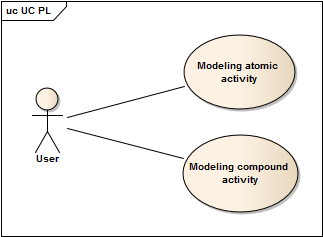 uc UC PL
Modeling atomic
activity
User
Modeling compound
activity